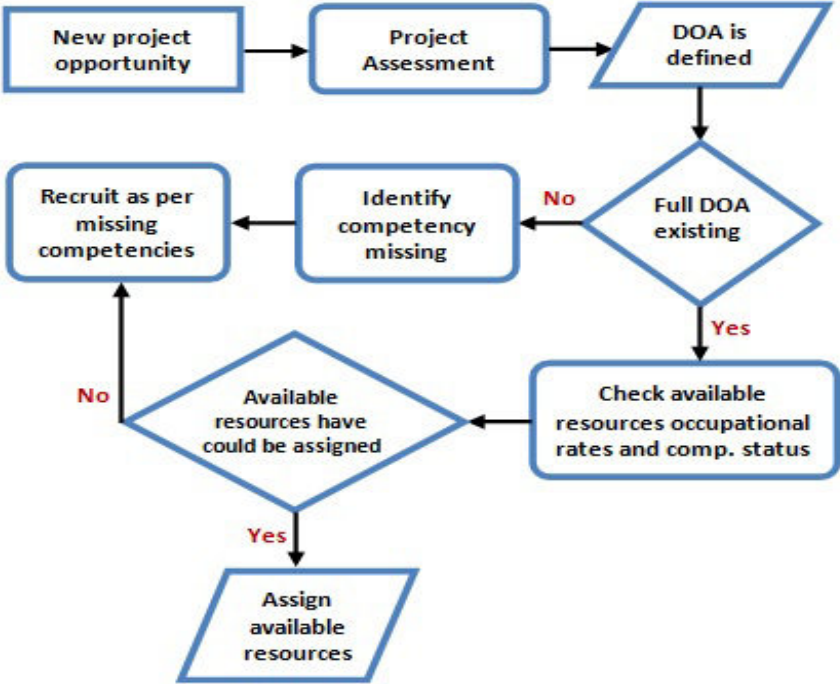 New project
opportunity
Project
Assessment
DOA is
defined
Full DOA
existing
No
Identify
competency
missing
Recruit as per
missing
competencies
Yes
Check available
resources occupational
rates and comp. status
Available
resources have
could be assigned
No
Yes
Assign
available
resources